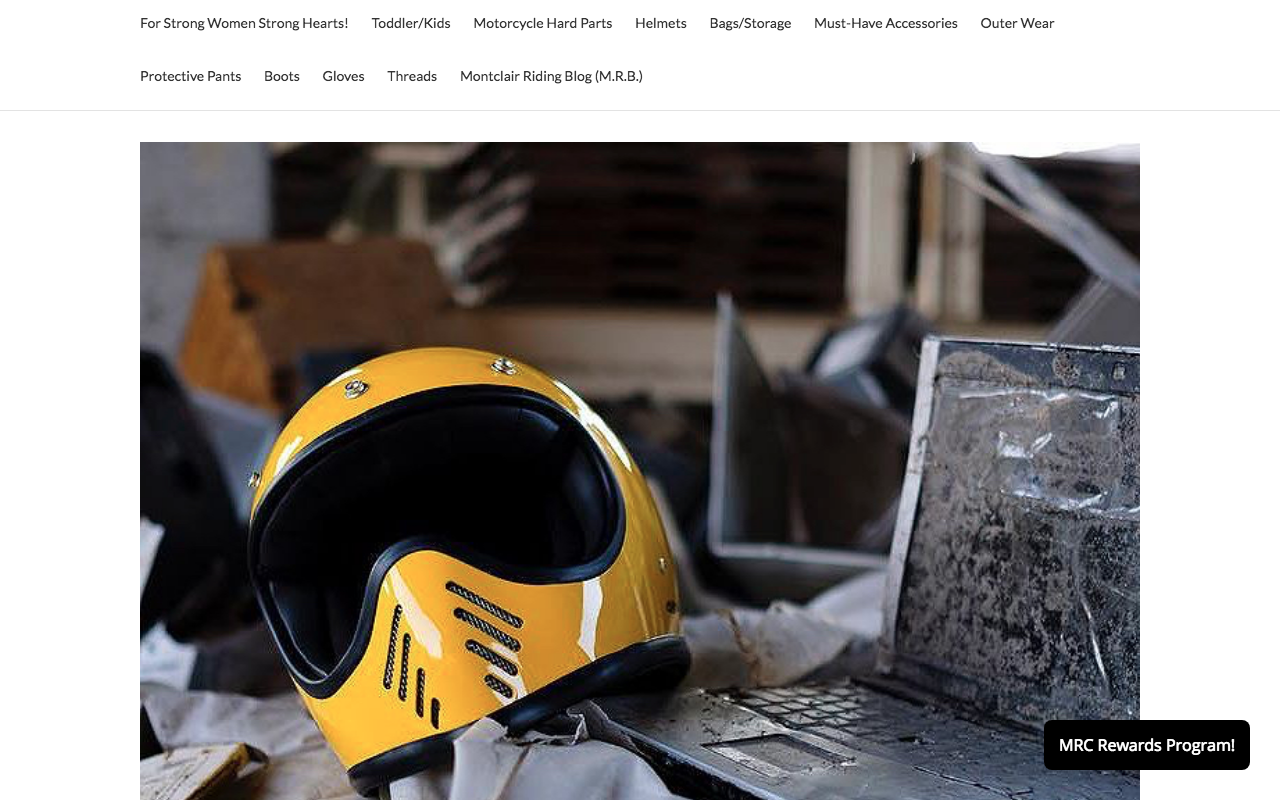 For Strong Women Strong Hearts! Toddler/Kids Motorcycle Hard Parts Helmets Bags/Storage Must-Have Accessories Outer Wear
Protective Pants Boots Gloves Threads Montclair Riding Blog (M.R.B.)
MRC Rewards Program!